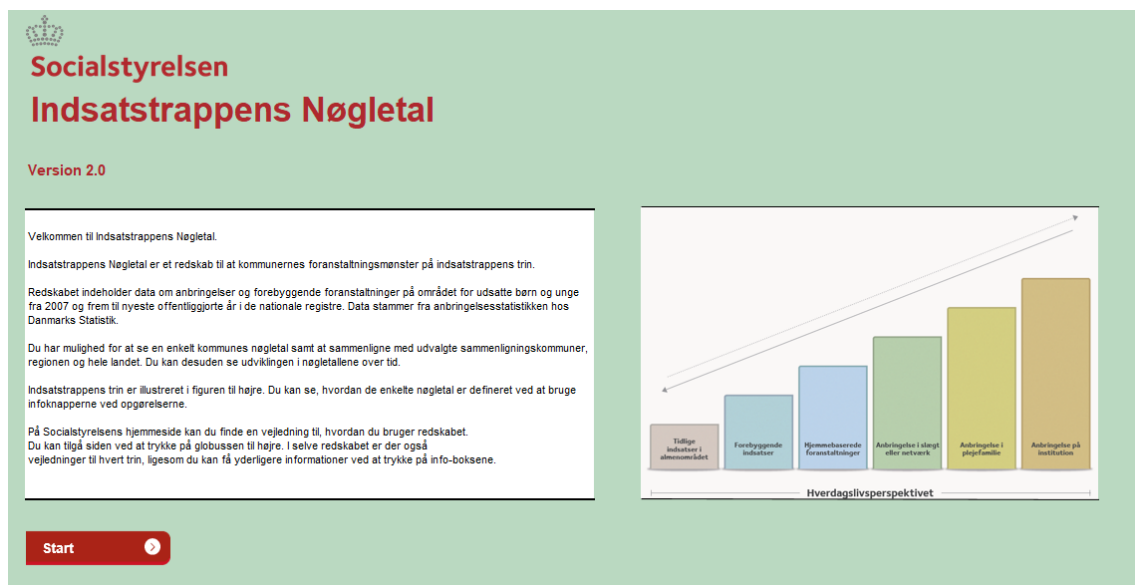 Socialstyrelsen
Indsatstrappens Nøgletal
Version 2.0
Velkommen til Indsatstrappens Nøgletal.
Indsatstrappens Nøgletal er et redskab til at kommunernes foranstaltningsmønster på indsatstrappens trin.
Redskabet indeholder data om anbringelser og forebyggende foranstaltninger på området for udsatte børn og unge
fra 2007 og frem til nyeste offentliggjorte år i de nationale registre. Data stammer fra anbringelsesstatistikken hos
Danmarks Statistik.
Du har mulighed for at se en enkelt kommunes nøgletal samt at sammenligne med udvalgte sammenligningskommuner,
regionen og hele landet. Du kan desuden se udviklingen i nøgletallene over tid.
Indsatstrappens trin er illustreret i figuren til højre. Du kan se, hvordan de enkelte nøgletal er defineret ved at bruge
infoknapperne ved opgørelserne.
På Socialstyrelsens hjemmeside kan du finde en vejledning til, hvordan du bruger redskabet.
Du kan tilgå siden ved at trykke på globussen til højre. I selve redskabet er der også
vejledninger til hvert trin, ligesom du kan få yderligere informationer ved at trykke på info-boksene.
Tidlige
indsatser i
almenområdet
Forebyggende
indsatser
Hjemmebaserede
foranstaltninger
Anbringelse i slægt
eller netværk
Anbringelse i
plejefamilie
Anbringelse på
institution
Hverdagslivsperspektivet
Start